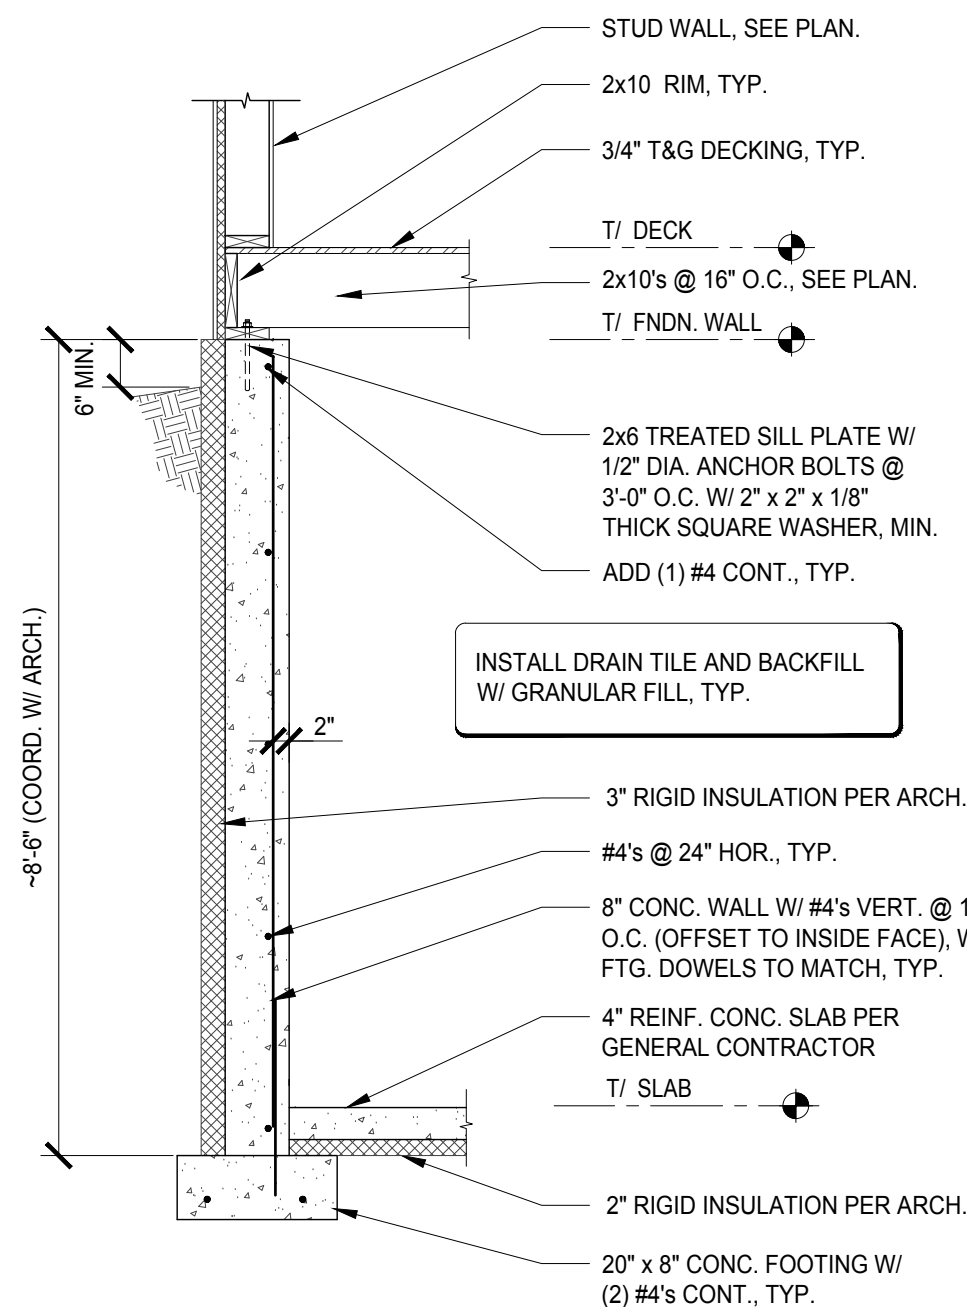 STUD WALL, SEE PLAN.
2x10 RIM, TYP.
3/4" T&G DECKING, TYP.
T/ DECK
2x10's @ 16" O.C., SEE PLAN.
T/ FNDN. WALL
6" MIN.
2x6 TREATED SILL PLATE W/
1/2" DIA. ANCHOR BOLTS @
3'-0" O.C. W/ 2" x 2" x 1/8"
THICK SQUARE WASHER, MIN.
ADD (1) #4 CONT., TYP.
~8'-6" (COORD. W/ ARCH.)
INSTALL DRAIN TILE AND BACKFILL
W/ GRANULAR FILL, TYP.
2"
3" RIGID INSULATION PER ARCH.
#4's @ 24" HOR., TYP.
8" CONC. WALL W/ #4's VERT. @
O.C. (OFFSET TO INSIDE FACE),
FTG. DOWELS TO MATCH, TYP.
4" REINF. CONC. SLAB PER
GENERAL CONTRACTOR
T/ SLAB
2" RIGID INSULATION PER ARCH.
20" x 8" CONC. FOOTING W/
(2) #4's CONT., TYP.